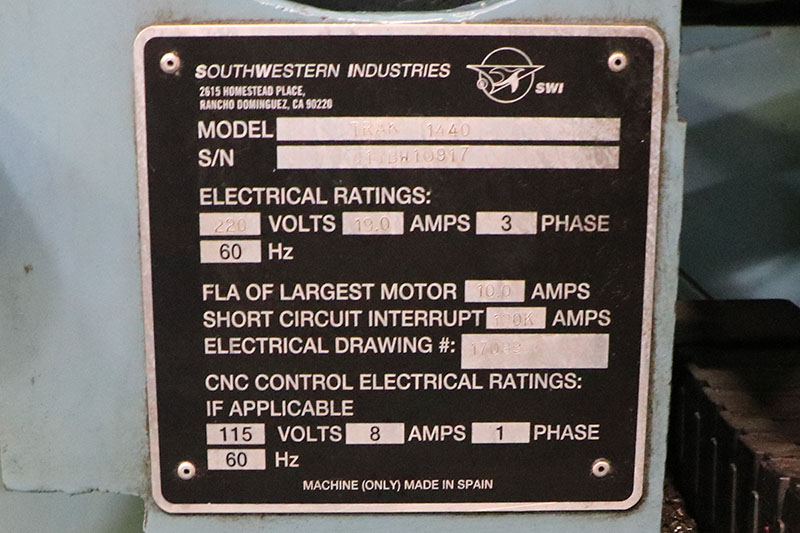 SOUTHWESTERN INDUSTRIES
SWI
2615 HOMESTEAD PLACE,
RANCHO DOMINGUEZ, CA 90220
MODEL TRAK 1440
S/N
ELECTRICAL RATINGS:
220 VOLTS 19.0 AMPS 3 PHASE
60 Hz
FLA OF LARGEST MOTOR 10.0 AMPS
SHORT CIRCUIT INTERRUPT AMPS
ELECTRICAL DRAWING #:
CNC CONTROL ELECTRICAL RATINGS:
IF APPLICABLE
115 VOLTS 8 AMPS 1 PHASE
60 Hz
MACHINE (ONLY) MADE IN SPAIN